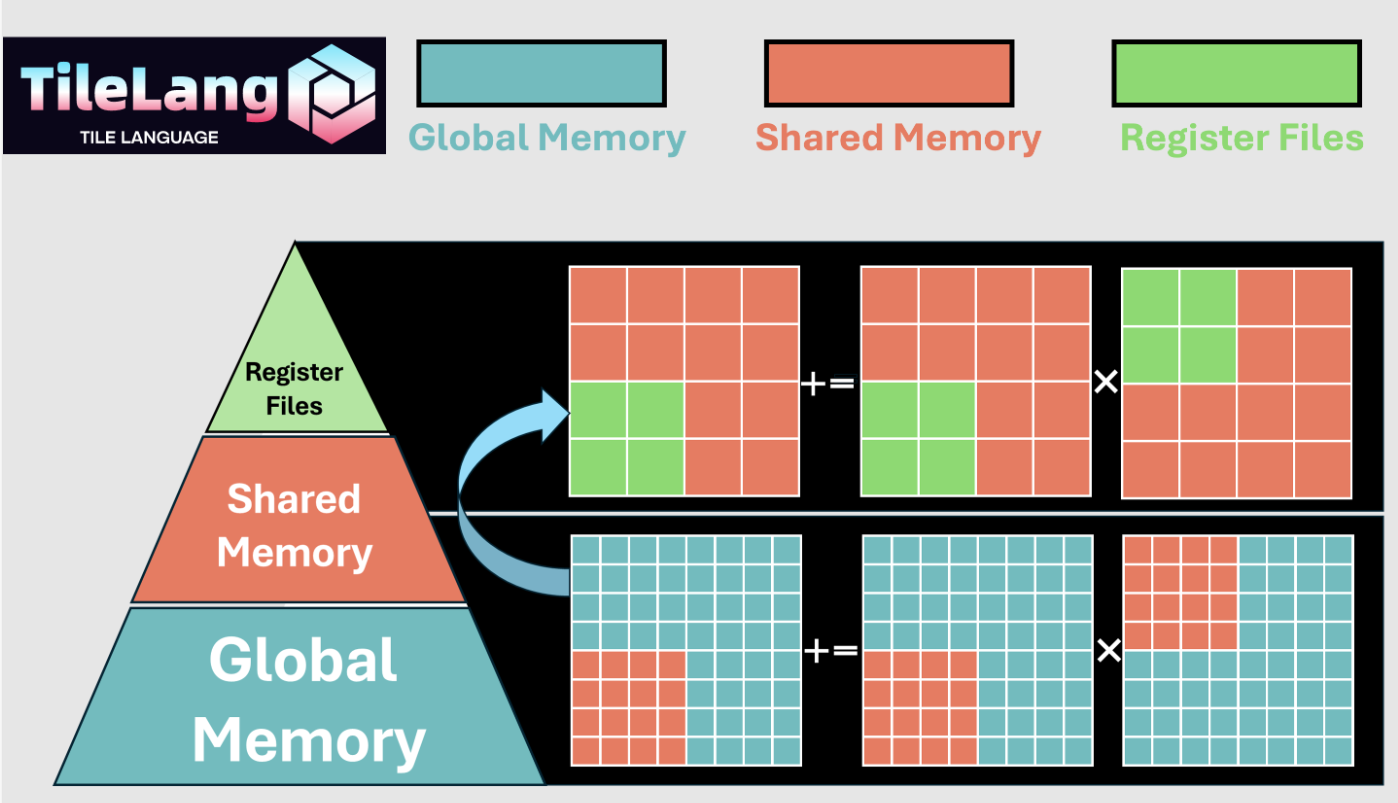 TileLang
TILE LANGUAGE
Global Memory
Shared Memory
Register Files
Register
Files
+=
×
Shared
Memory
+=
×
Global
Memory